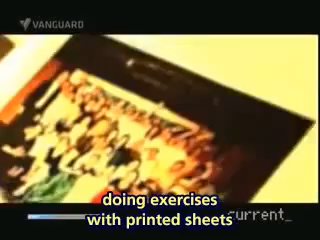 VANGUARD
doing exercises
with printed sheets
current_